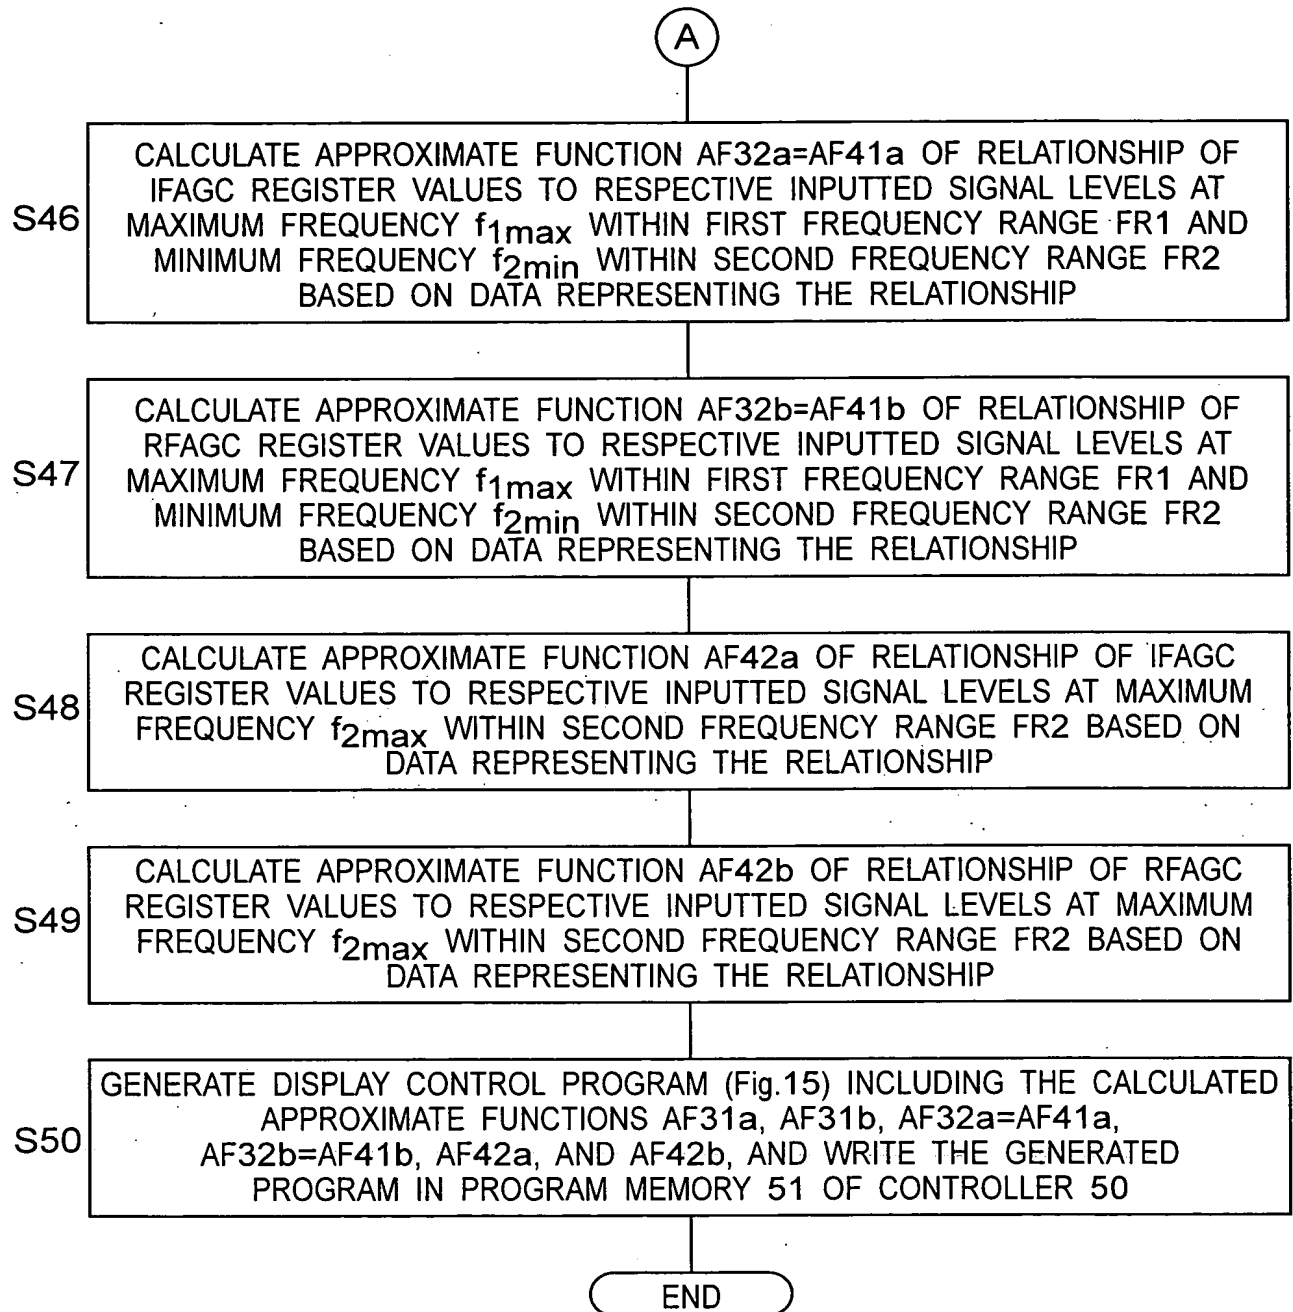 A
CALCULATE APPROXIMATE FUNCTION AF32a=AF41a OF RELATIONSHIP OF
IFAGC REGISTER VALUES TO RESPECTIVE INPUTTED SIGNAL LEVELS AT
S46
MAXIMUM FREQUENCY f1max WITHIN FIRST FREQUENCY RANGE FR1 AND
MINIMUM FREQUENCY f2min WITHIN SECOND FREQUENCY RANGE FR2
BASED ON DATA REPRESENTING THE RELATIONSHIP
CALCULATE APPROXIMATE FUNCTION AF32b=AF41b OF RELATIONSHIP OF
RFAGC REGISTER VALUES TO RESPECTIVE INPUTTED SIGNAL LEVELS AT
S47
MAXIMUM FREQUENCY f1max WITHIN FIRST FREQUENCY RANGE FR1 AND
MINIMUM FREQUENCY f2min WITHIN SECOND FREQUENCY RANGE FR2
BASED ON DATA REPRESENTING THE RELATIONSHIP
CALCULATE APPROXIMATE FUNCTION AF42a OF RELATIONSHIP OF IFAGC
REGISTER VALUES TO RESPECTIVE INPUTTED SIGNAL LEVELS AT MAXIMUM
S48
FREQUENCY f2max WITHIN SECOND FREQUENCY RANGE FR2 BASED ON
DATA REPRESENTING THE RELATIONSHIP
CALCULATE APPROXIMATE FUNCTION AF42b OF RELATIONSHIP OF RFAGC
REGISTER VALUES TO RESPECTIVE INPUTTED SIGNAL LEVELS AT MAXIMUM
S49
FREQUENCY f2max WITHIN SECOND FREQUENCY RANGE FR2 BASED ON
DATA REPRESENTING THE RELATIONSHIP
GENERATE DISPLAY CONTROL PROGRAM (Fig.15) INCLUDING THE CALCULATED
APPROXIMATE FUNCTIONS AF31a, AF31b, AF32a=AF41a,
S50
AF32b=AF41b, AF42a, AND AF42b, AND WRITE THE GENERATED
PROGRAM IN PROGRAM MEMORY 51 OF CONTROLLER 50
END